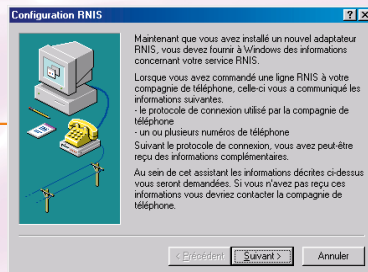 Configuration RNIS
Maintenant que vous avez installé un nouvel adaptateur
RNIS, vous devez fournir à Windows des informations
concernant votre service RNIS.
Lorsque vous avez commandé une ligne RNIS à votre
compagnie de téléphone, celle-ci vous a communiqué les
informations suivantes.
- le protocole de connexion utilisé par la compagnie de
téléphone
- un ou plusieurs numéros de téléphone
Suivant le protocole de connexion, vous avez peut-être
reçu des informations complémentaires.
Au sein de cet assistant les informations décrites ci-dessus
vous seront demandées. Si vous n'avez pas reçu ces
informations vous devriez contacter la compagnie de
téléphone.
< Précédent Suivant > Annuler